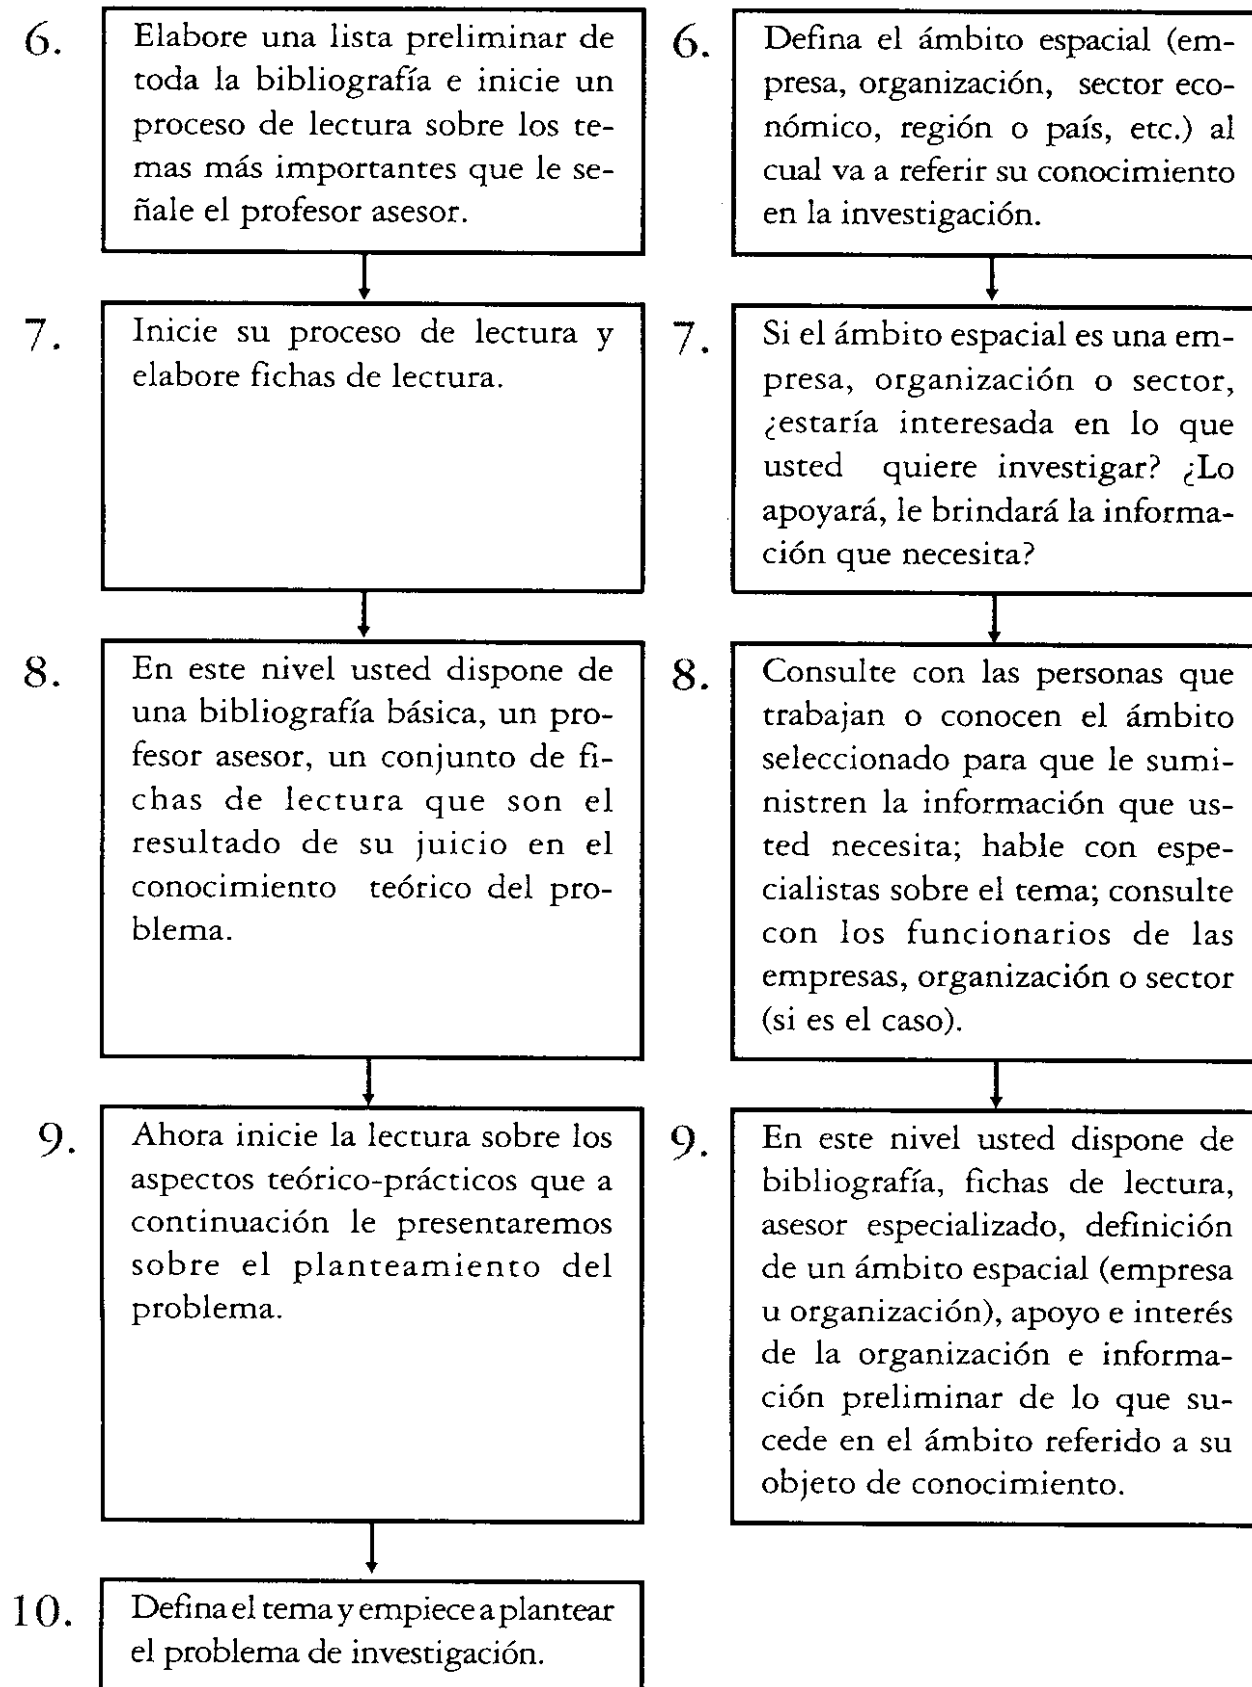 6.
Elabore una lista preliminar de
toda la bibliografía e inicie un
proceso de lectura sobre los te-
mas más importantes que le se-
ñale el profesor asesor.
7.
Inicie su proceso de lectura y
elabore fichas de lectura.
8.
En este nivel usted dispone de
una bibliografía básica, un pro-
fesor asesor, un conjunto de fi-
chas de lectura que son el
resultado de su juicio en el
conocimiento teórico del pro-
blema.
9.
Ahora inicie la lectura sobre los
aspectos teórico-prácticos que a
continuación le presentaremos
sobre el planteamiento del
problema.
10.
Defina el tema y empiece a plantear
el problema de investigación.
6.
Defina el ámbito espacial (em-
presa, organización, sector eco-
nómico, región o país, etc.) al
cual va a referir su conocimiento
en la investigación.
7.
Si el ámbito espacial es una em-
presa, organización o sector,
¿estaría interesada en lo que
usted quiere investigar? ¿Lo
apoyará, le brindará la informa-
ción que necesita?
8.
Consulte con las personas que
trabajan o conocen el ámbito
seleccionado para que le sumi-
nistren la información que us-
ted necesita; hable con espe-
cialistas sobre el tema; consulte
con los funcionarios de las
empresas, organización o sector
(si es el caso).
9.
En este nivel usted dispone de
bibliografía, fichas de lectura,
asesor especializado, definición
de un ámbito espacial (empresa
u organización), apoyo e interés
de la organización e informa-
ción preliminar de lo que su-
cede en el ámbito referido a su
objeto de conocimiento.